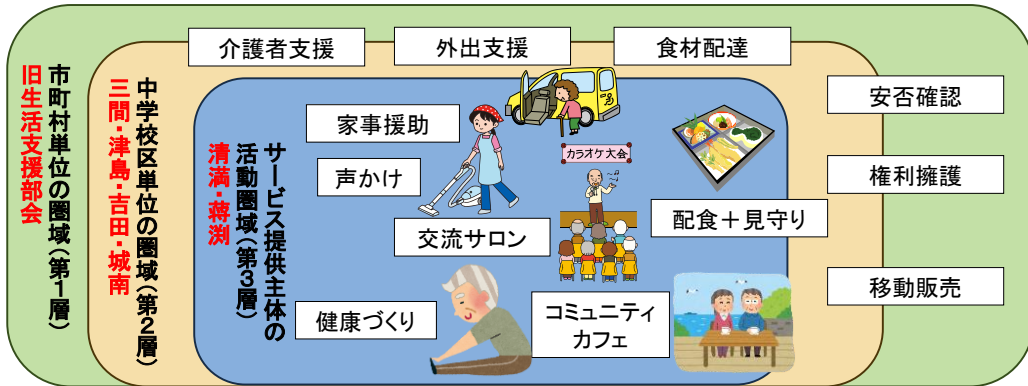 市町村単位の圏域(第1層)
旧生活支援部会
中学校区単位の圏域(第2層)
三間・津島・吉田・城南
サービス提供主体の
活動圏域(第3層)
清満・蒋渕
介護者支援
外出支援
食材配達
安否確認
権利擁護
移動販売
家事援助
声かけ
交流サロン
カラオケ大会
配食+見守り
健康づくり
コミュニティ
カフェ